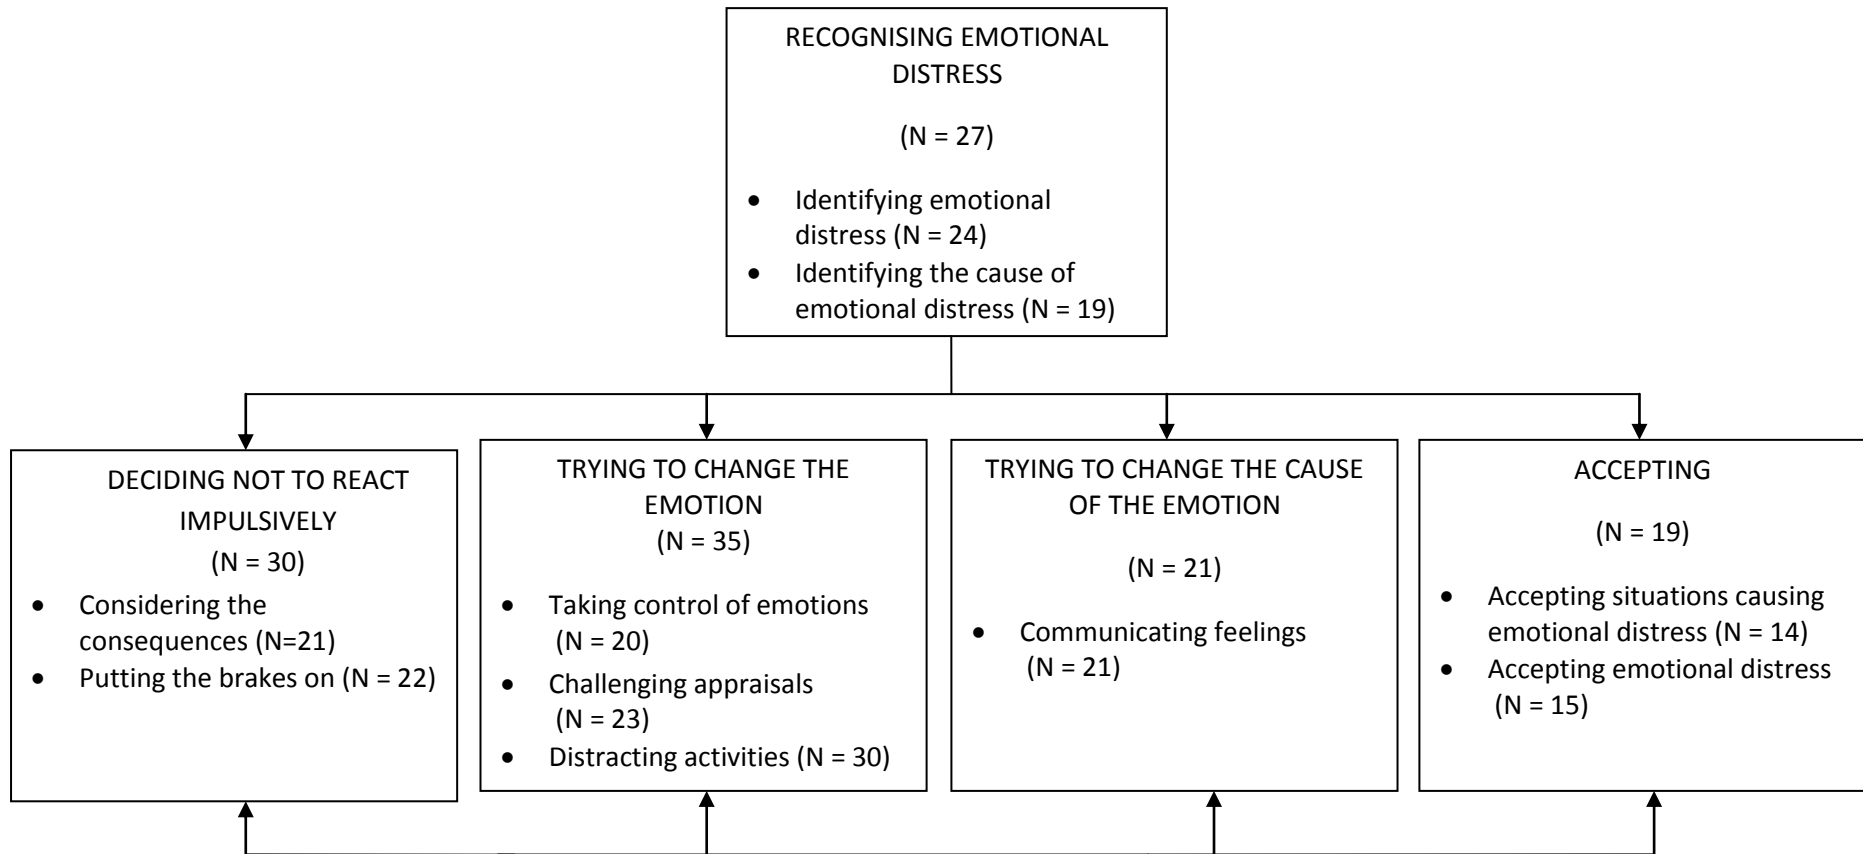 RECOGNISING EMOTIONAL
DISTRESS
(N = 27)
• Identifying emotional
distress (N = 24)
• Identifying the cause of
emotional distress (N = 19)
DECIDING NOT TO REACT
IMPULSIVELY
(N = 30)
• Considering the
consequences (N=21)
• Putting the brakes on (N = 22)
TRYING TO CHANGE THE
EMOTION
(N = 35)
• Taking control of emotions
(N = 20)
• Challenging appraisals
(N = 23)
• Distracting activities (N = 30)
TRYING TO CHANGE THE CAUSE
OF THE EMOTION
(N = 21)
• Communicating feelings
(N = 21)
ACCEPTING
(N = 19)
• Accepting situations causing
emotional distress (N = 14)
• Accepting emotional distress
(N = 15)